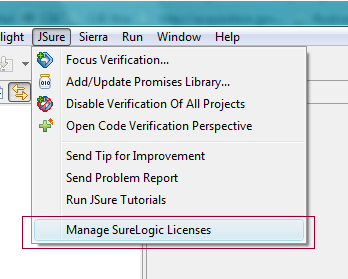 light JSure Sierra Run Window Help
Focus Verification...
Add/Update Promises Library...
Disable Verification Of All Projects
Open Code Verification Perspective
Send Tip for Improvement
Send Problem Report
Run JSure Tutorials
Manage SureLogic Licenses